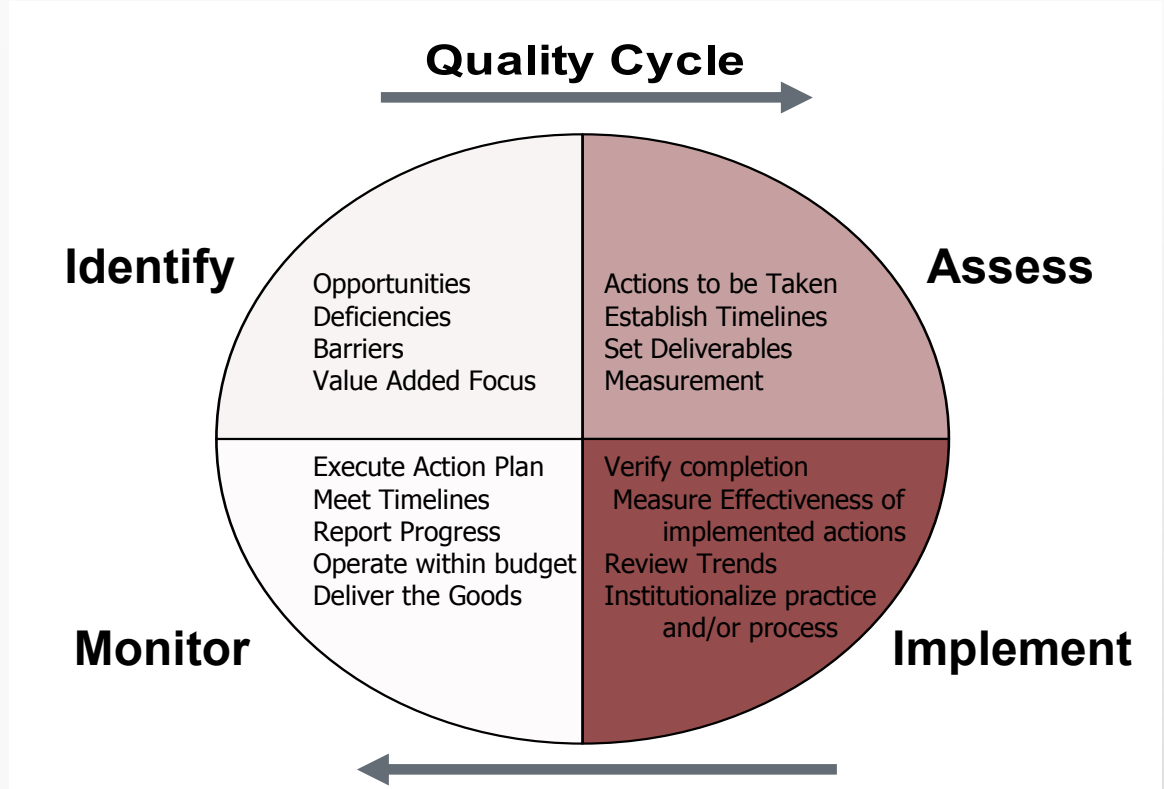 Quality Cycle
Identify
Opportunities
Deficiencies
Barriers
Value Added Focus
Actions to be Taken
Establish Timelines
Set Deliverables
Measurement
Assess
Monitor
Execute Action Plan
Meet Timelines
Report Progress
Operate within budget
Deliver the Goods
Verify completion
Measure Effectiveness of
implemented actions
Review Trends
Institutionalize practice
and/or process
Implement